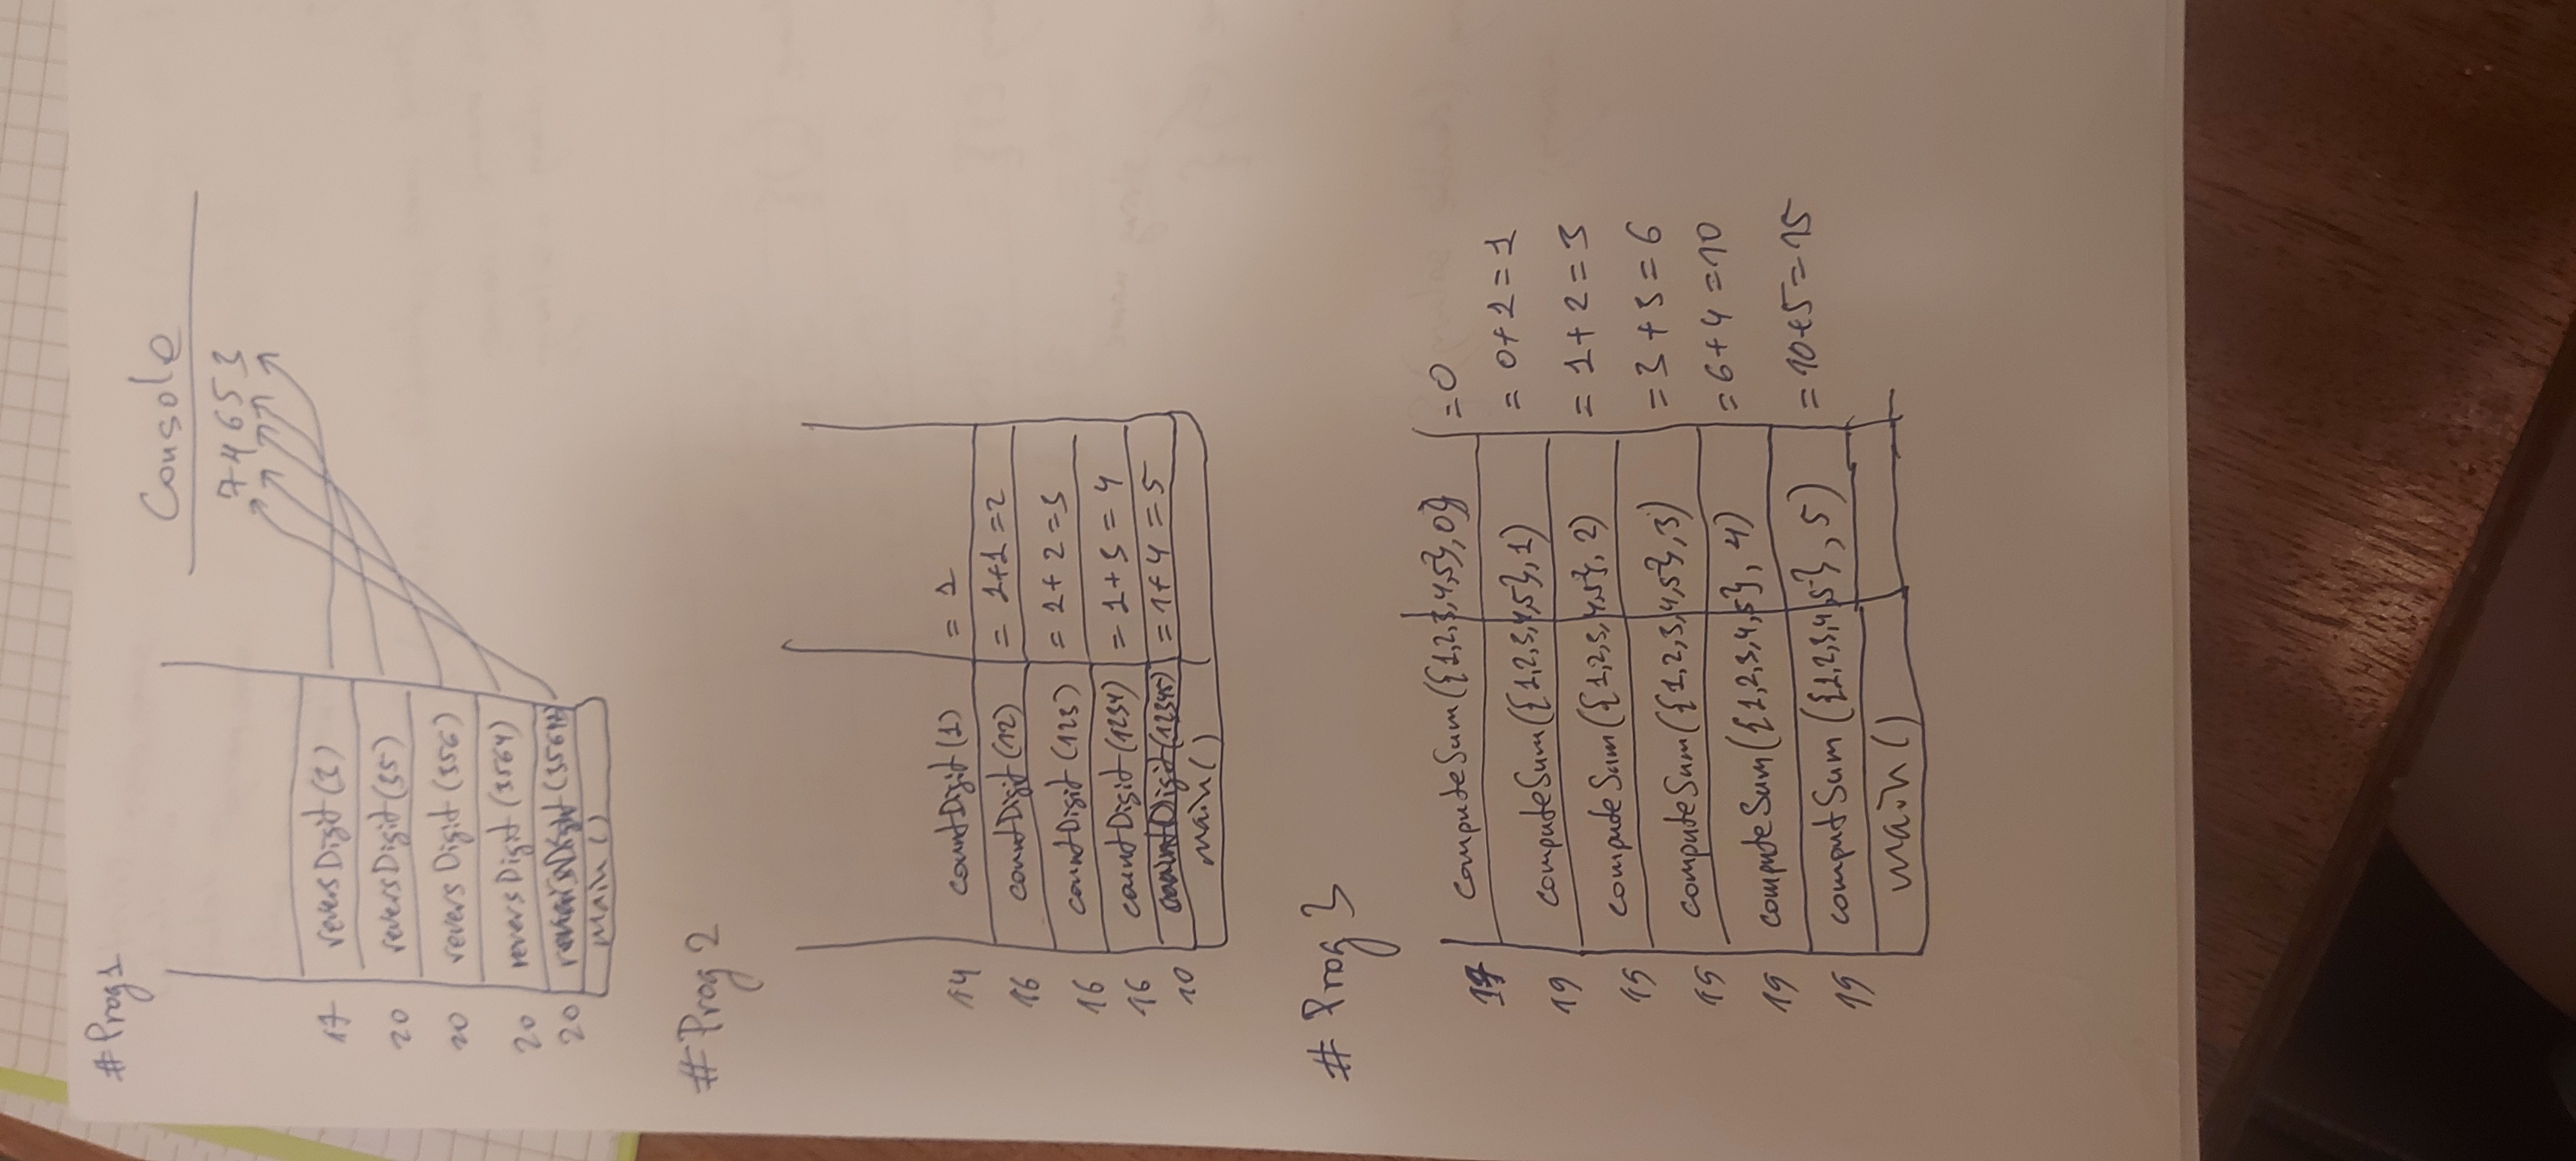 #Prog1
Console
74653
17 reversDigit(3)
20 reversDigit(35)
20 reversDigit(356)
20 reversDigit(3564)
20 reversDigit(35647)
main()
#Prog 2
14 countDigit(1) = 1
16 countDigit(12) = 1+1=2
16 countDigit(123) = 1+2=3
16 countDigit(1234) = 1+3=4
10 countDigit(12345) = 1+4=5
main()
# Prog 3
17 computeSum({1,2,3,4,5},0) =0
19 computeSum({1,2,3,4,5},1) = 0+1=1
19 computeSum({1,2,3,4,5}, 2) = 1+2=3
19 computeSum({1,2,3,4,5},3) =3+3=6
19 computeSum({1,2,3,4,5}, 4) =6+4=10
19 computSum({1,2,3,4,5},5) =10+5=15
main()